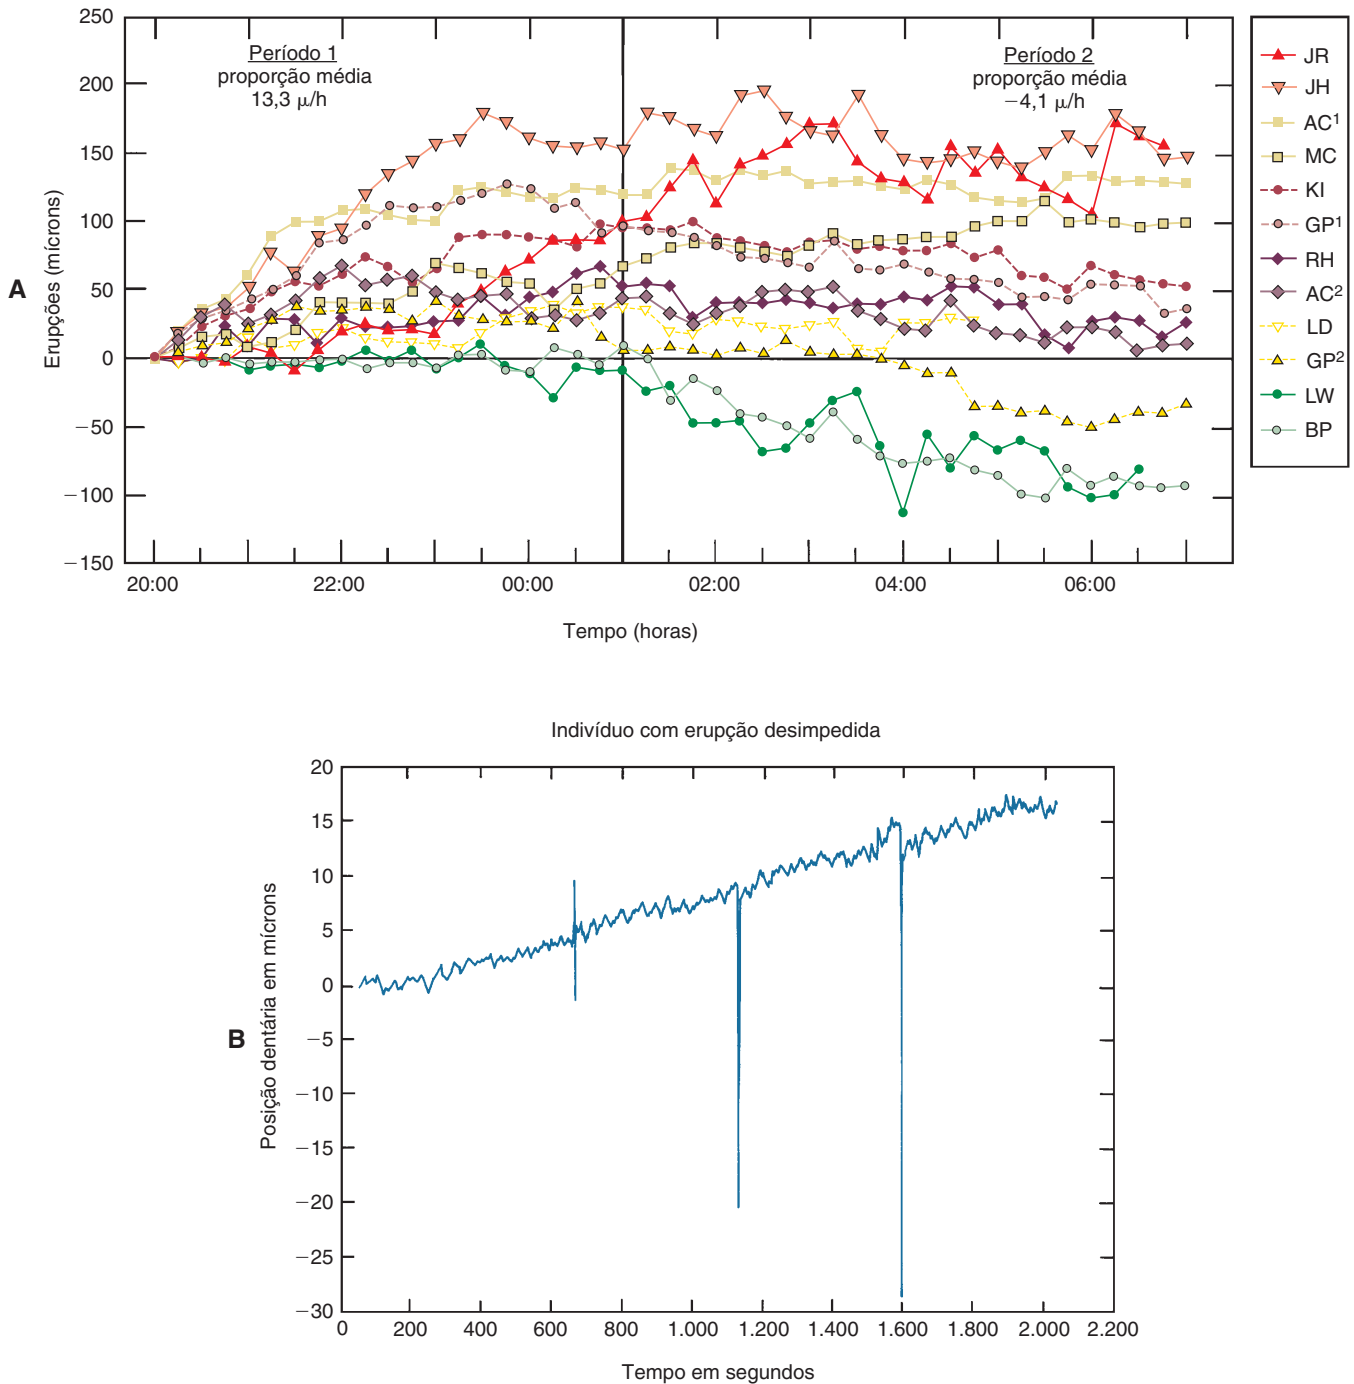 250
200
150
100
50
0
−50
−100
−150
Erupções (mícrons)
A
Período 1
proporção média
13,3 μ/h
Período 2
proporção média
−4,1 μ/h
JR
JH
AC1
MC
KI
GP1
RH
AC2
LD
GP2
LW
BP
20:00 22:00 00:00 02:00 04:00 06:00
Tempo (horas)
Indivíduo com erupção desimpedida
20
15
10
5
0
−5
−10
−15
−20
−25
−30
B
Posição dentária em mícrons
0 200 400 600 800 1.000 1.200 1.400 1.600 1.800 2.000 2.200
Tempo em segundos